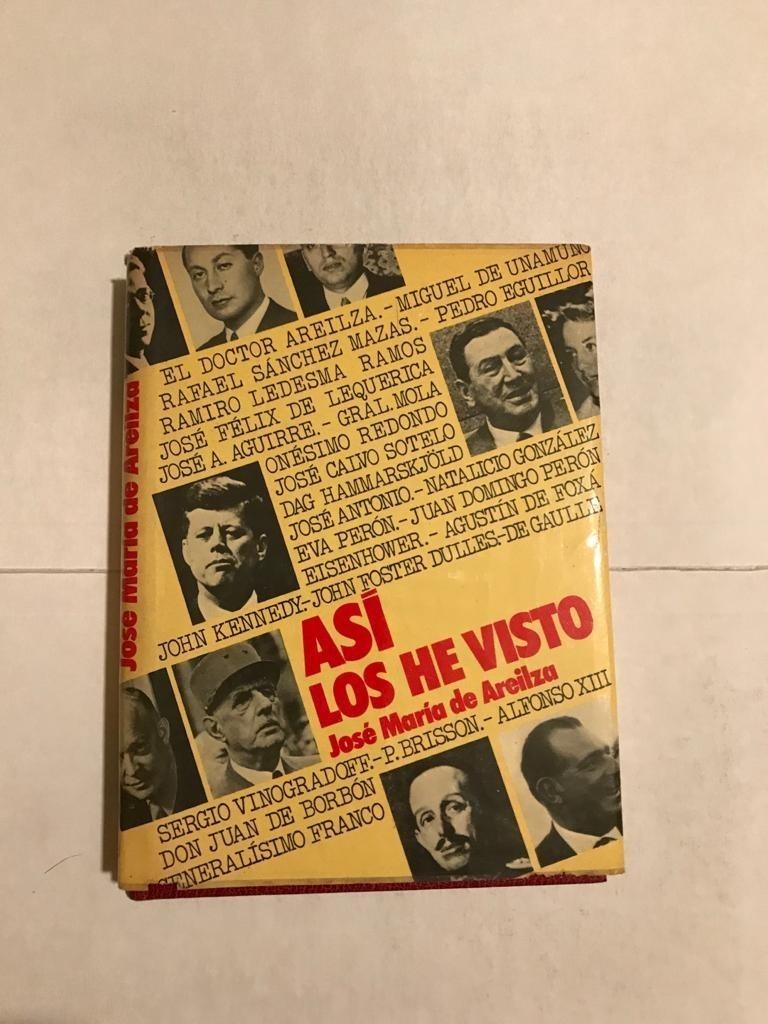 José María de Areilza
EL DOCTOR AREILZA.-MIGUEL DE UNAMUNO
RAFAEL SÁNCHEZ MAZAS.- PEDRO EGUILLOR
RAMIRO LEDESMA RAMOS
JOSÉ FÉLIX DE LEQUERICA
JOSÉ A. AGUIRRE.- GRAL. MOLA
ONÉSIMO REDONDO
JOSÉ CALVO SOTELO
DAG HAMMARSKJÖLD
JOSÉ ANTONIO.-NATALICIO GONZÁLEZ
EVA PERÓN.-JUAN DOMINGO PERÓN
EISENHOWER.- AGUSTÍN DE FOXÁ
JOHN KENNEDY.-JOHN FOSTER DULLES.-DE GAULLE
ASÍ
LOS HE VISTO
José María de Areilza
SERGIO VINOGRADOFF.-P. BRISSON.- ALFONSO XIII
DON JUAN DE BORBÓN
GENERALÍSIMO FRANCO